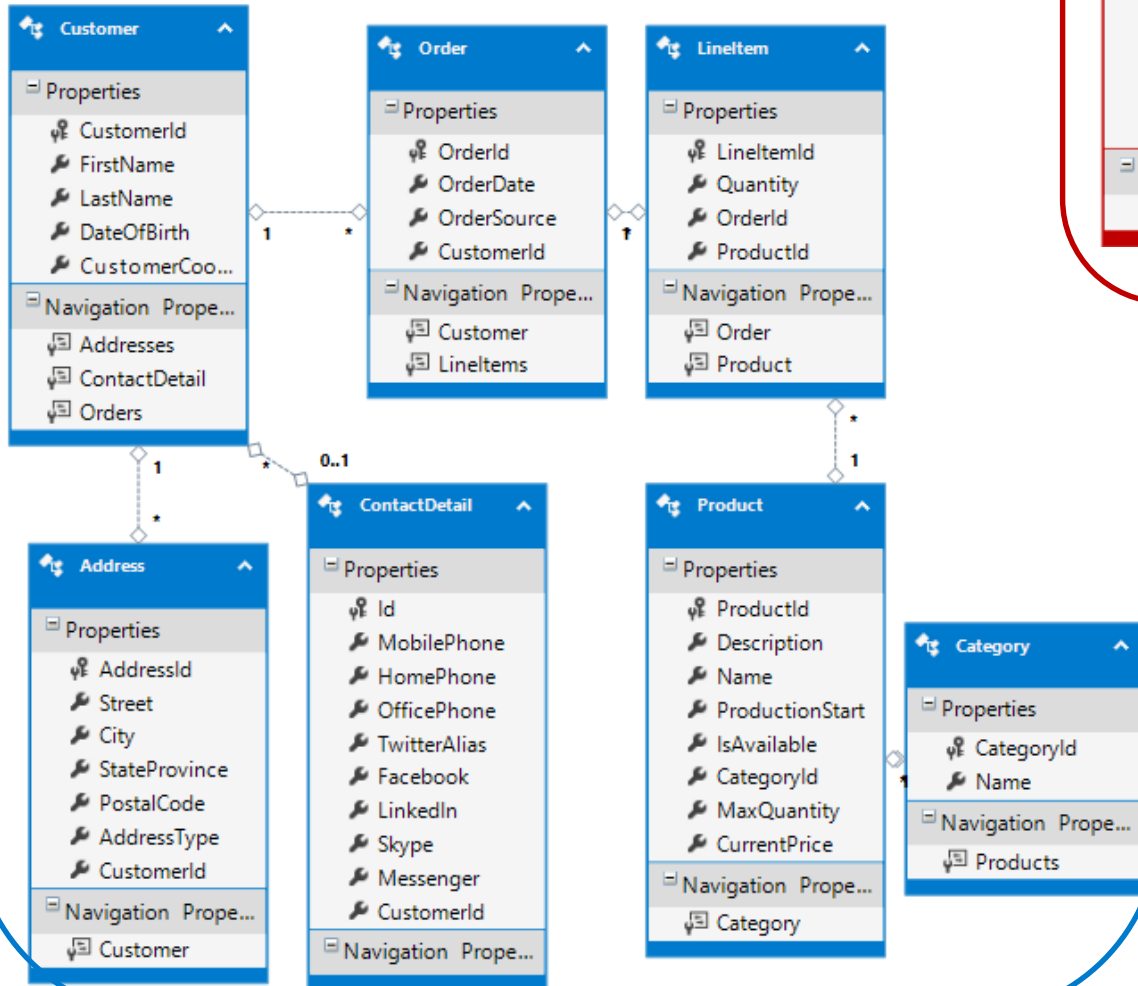 Customer
Properties
CustomerId
FirstName
LastName
DateOfBirth
CustomerCoo...
Navigation Prope...
Addresses
ContactDetail
Orders
Order
Properties
OrderId
OrderDate
OrderSource
CustomerId
Navigation Prope...
Customer
LineItems
LineItem
Properties
LineItemId
Quantity
OrderId
ProductId
Navigation Prope...
Order
Product
1
*
1
*
*
0..1
*
1
Address
Properties
AddressId
Street
City
StateProvince
PostalCode
AddressType
CustomerId
Navigation Prope...
Customer
ContactDetail
Properties
Id
MobilePhone
HomePhone
OfficePhone
TwitterAlias
Facebook
LinkedIn
Skype
Messenger
CustomerId
Navigation Prope...
Product
Properties
ProductId
Description
Name
ProductionStart
IsAvailable
CategoryId
MaxQuantity
CurrentPrice
Navigation Prope...
Category
Category
Properties
CategoryId
Name
Navigation Prope...
Products